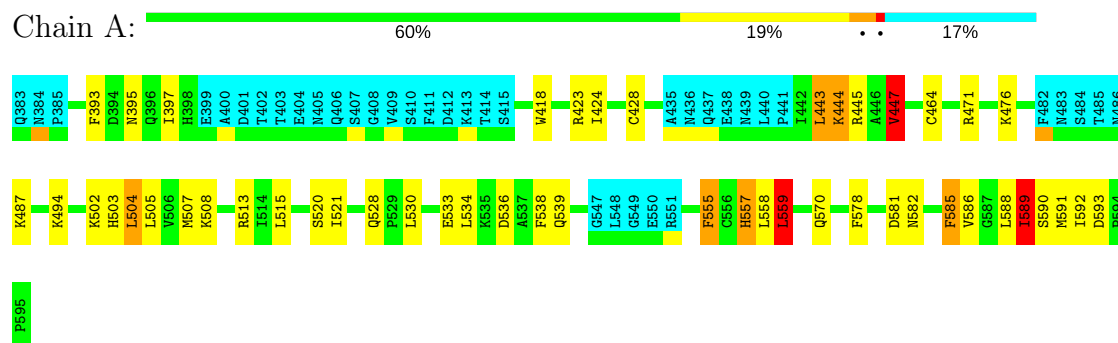 Chain A:
60% 19% • • 17%
Q383 N384 P385 F393 D394 N395 Q396 I397 H398 E399 A400 D401 T402 T403 E404 N405 Q406 S407 G408 V409 S410 F411 D412 K413 T414 S415 W418 R423 I424 C428 A435 N436 Q437 E438 N439 L440 P441 I442 L443 K444 R445 A446 V447 C464 R471 K476 F482 N483 S484 T485 N486
K487 K494 K502 H503 L504 L505 V506 M507 K508 R513 I514 L515 S520 I521 Q528 P529 L530 E533 L534 K535 D536 A537 F538 Q539 G547 L548 G549 E550 R551 F555 C556 H557 L558 L559 Q570 F578 D581 N582 F585 V586 G587 L588 I589 S590 M591 I592 D593 P594
P595